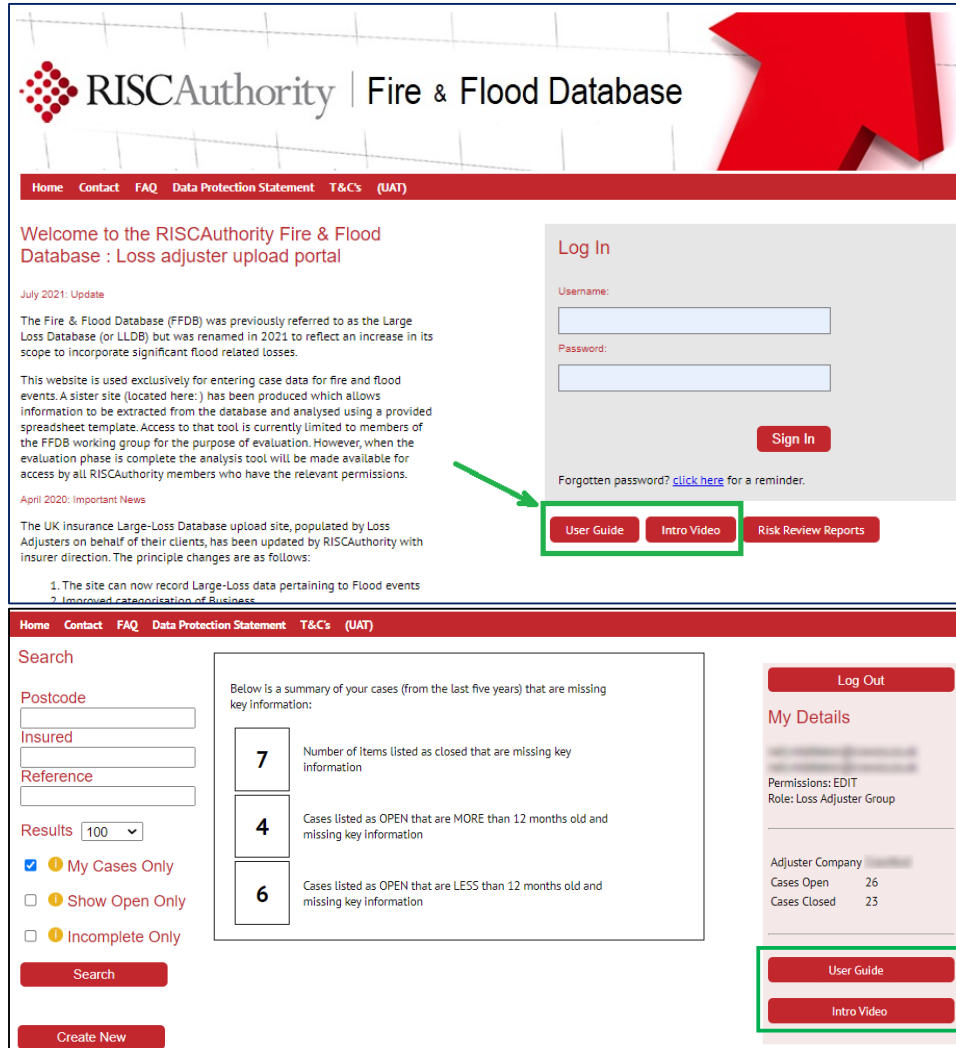 RISCAuthority | Fire & Flood Database
Home Contact FAQ Data Protection Statement T&C's (UAT)
Welcome to the RISCAuthority Fire & Flood
Database : Loss adjuster upload portal
July 2021: Update
The Fire & Flood Database (FFDB) was previously referred to as the Large
Loss Database (or LLDB) but was renamed in 2021 to reflect an increase in its
scope to incorporate significant flood related losses.
This website is used exclusively for entering case data for fire and flood
events. A sister site (located here: ) has been produced which allows
information to be extracted from the database and analysed using a provided
spreadsheet template. Access to that tool is currently limited to members of
the FFDB working group for the purpose of evaluation. However, when the
evaluation phase is complete the analysis tool will be made available for
access by all RISCAuthority members who have the relevant permissions.
April 2020: Important News
The UK insurance Large-Loss Database upload site, populated by Loss
Adjusters on behalf of their clients, has been updated by RISCAuthority with
insurer direction. The principle changes are as follows:
1. The site can now record Large-Loss data pertaining to Flood events
2. Improved categorisation of Business
Log In
Username:
Password:
Sign In
Forgotten password? click here for a reminder.
User Guide Intro Video Risk Review Reports
Home Contact FAQ Data Protection Statement T&C's (UAT)
Search
Postcode
Insured
Reference
Results 100
My Cases Only
Show Open Only
Incomplete Only
Search
Create New
Below is a summary of your cases (from the last five years) that are missing
key information:
7 Number of items listed as closed that are missing key
information
4 Cases listed as OPEN that are MORE than 12 months old and
missing key information
6 Cases listed as OPEN that are LESS than 12 months old and
missing key information
Log Out
My Details
Permissions: EDIT
Role: Loss Adjuster Group
Adjuster Company
Cases Open 26
Cases Closed 23
User Guide
Intro Video